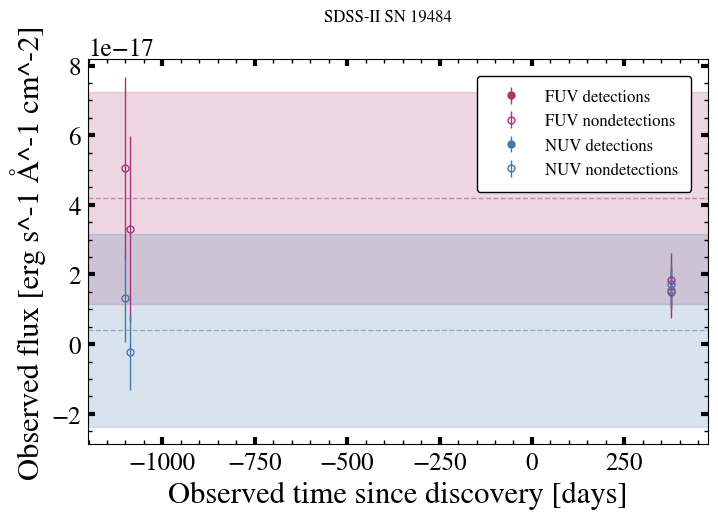 SDSS-II SN 19484
1e−17
8
6
4
2
0
−2
Observed flux [erg s^-1 Å^-1 cm^-2]
FUV detections
FUV nondetections
NUV detections
NUV nondetections
−1000 −750 −500 −250 0 250
Observed time since discovery [days]